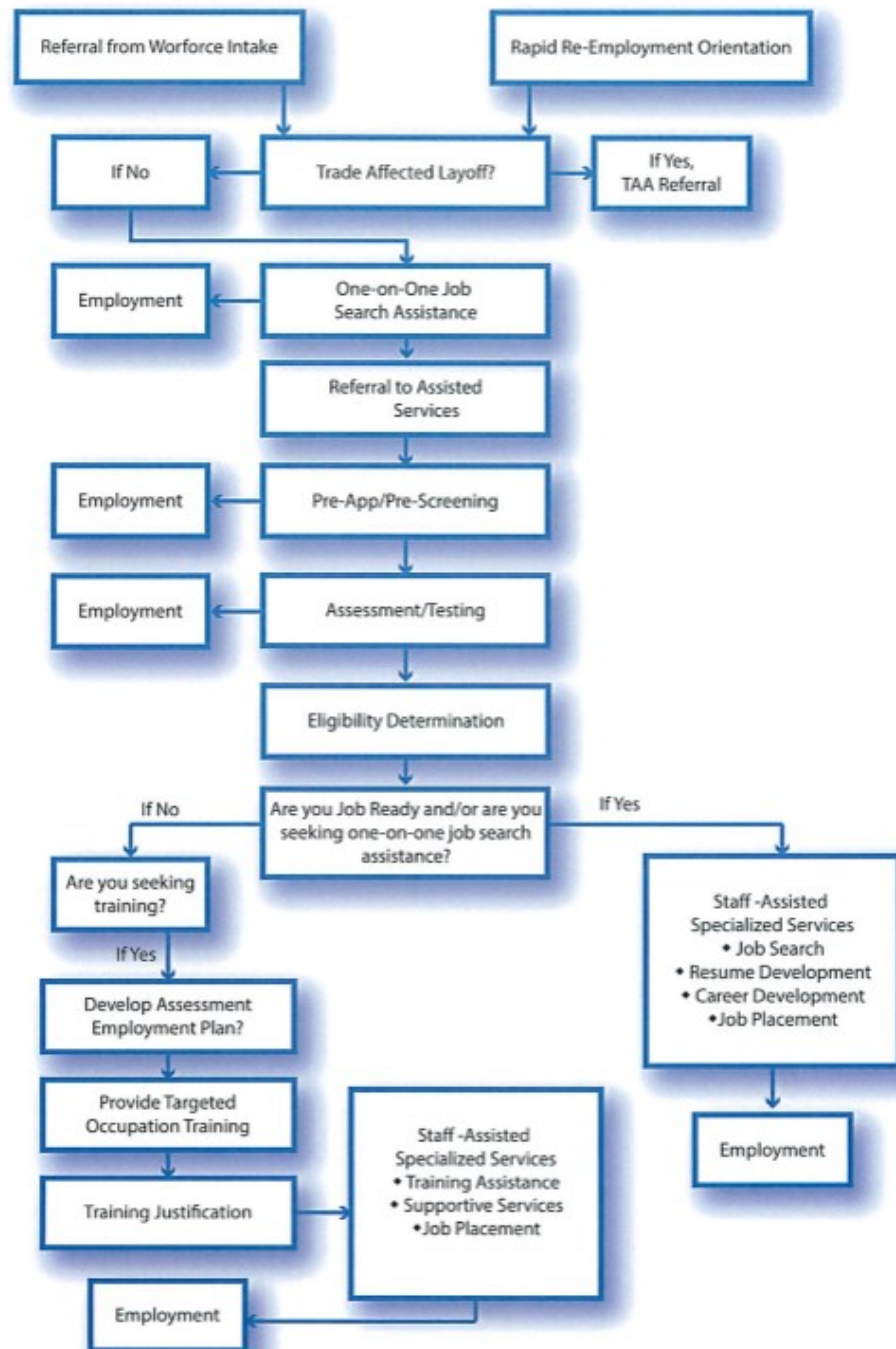 Referral from Worforce Intake
Rapid Re-Employment Orientation
If No
Trade Affected Layoff?
If Yes,
TAA Referral
Employment
One-on-One Job
Search Assistance
Referral to Assisted
Services
Employment
Pre-App/Pre-Screening
Employment
Assessment/Testing
Eligibility Determination
If No
Are you Job Ready and/or are you
seeking one-on-one job search
assistance?
If Yes
Are you seeking
training?
If Yes
Staff -Assisted
Specialized Services
◆ Job Search
◆ Resume Development
◆ Career Development
◆Job Placement
Develop Assessment
Employment Plan?
Provide Targeted
Occupation Training
Training Justification
Staff -Assisted
Specialized Services
◆ Training Assistance
◆ Supportive Services
◆Job Placement
Employment
Employment